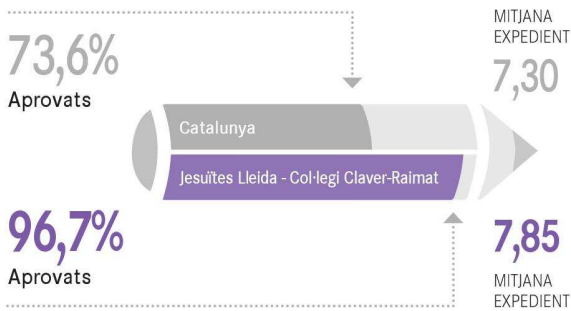 73,6%
Aprovats
MITJANA
EXPEDIENT
7,30
Catalunya
Jesuïtes Lleida - Col·legi Claver-Raimat
96,7%
Aprovats
7,85
MITJANA
EXPEDIENT